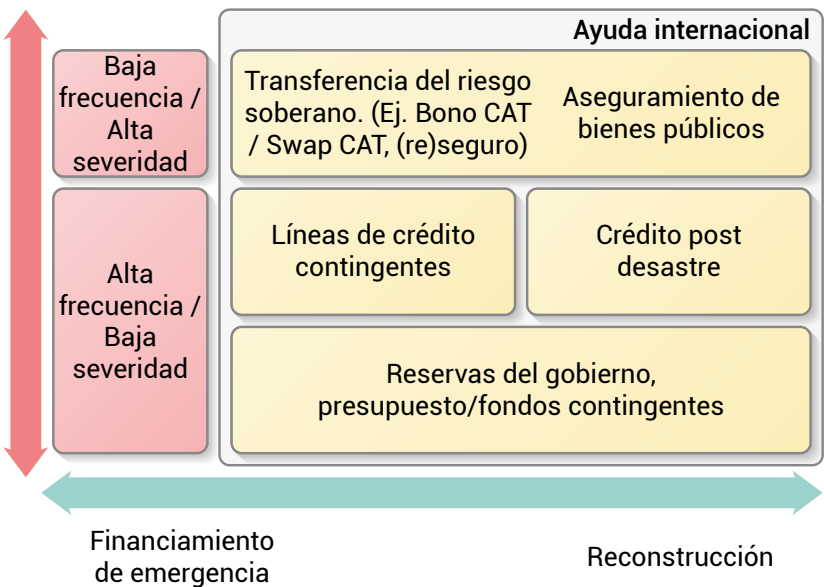 Ayuda internacional
Baja
frecuencia /
Alta
severidad
Transferencia del riesgo
soberano. (Ej. Bono CAT
/ Swap CAT, (re)seguro)
Aseguramiento de
bienes públicos
Alta
frecuencia /
Baja
severidad
Líneas de crédito
contingentes
Crédito post
desastre
Reservas del gobierno,
presupuesto/fondos contingentes
Financiamiento
de emergencia
Reconstrucción